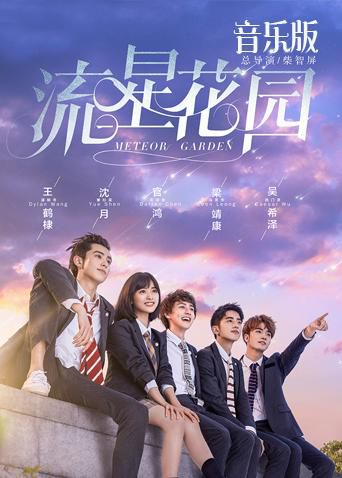 音乐版
总导演/柴智屏
流星花园
METEOR GARDEN
王鹤棣
Dylan Wang
沈月
Yue Shen
官鸿
Darren Chen
梁靖康
Leong
吴希泽
Caesar Wu